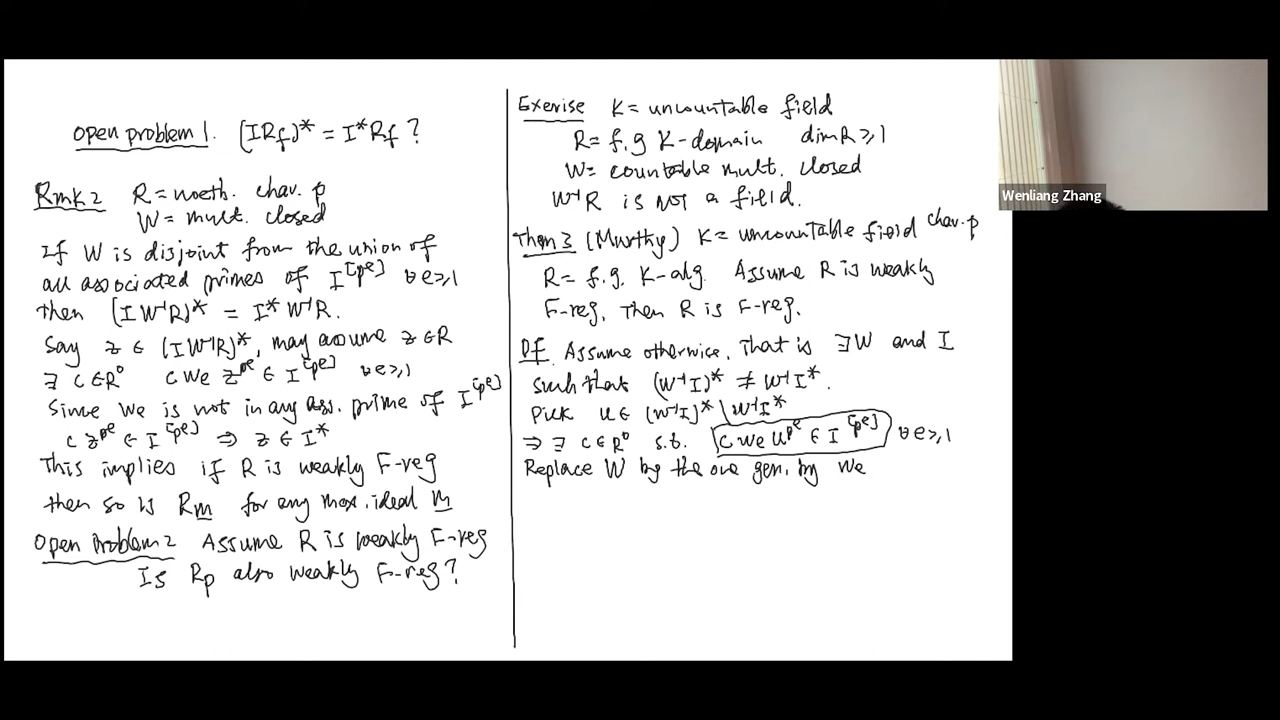 Open problem 1. (IR_f)^* = I^*R_f ?
Rmk 2 R = noeth. char. p
W = mult. closed
If W is disjoint from the union of
all associated primes of I^[p^e] ∀ e ≥ 1
then (I W^-1 R)^* = I^* W^-1 R.
Say z ∈ (I W^-1 R)^*, may assume z ∈ R
∃ c ∈ R^0 c w_e z^{p^e} ∈ I^[p^e] ∀ e ≥ 1
Since w_e is not in any ass. prime of I^[p^e]
c z^{p^e} ∈ I^[p^e] ⇒ z ∈ I^*
This implies if R is weakly F-reg
then so is R_m for any max. ideal m
Open Problem 2 Assume R is weakly F-reg
Is R_p also weakly F-reg?
Exerise K = uncountable field
R = f.g K-domain dim R ≥ 1
W = countable mult. closed
W^-1 R is not a field.
Thm 3 (Murthy) K = uncountable field char. p
R = f.g. K-alg. Assume R is weakly
F-reg. Then R is F-reg.
Pf. Assume otherwise. That is ∃ W and I
such that (W^-1 I)^* ≠ W^-1 I^*.
Pick u ∈ (W^-1 I)^* \ W^-1 I^*
⇒ ∃ c ∈ R^0 s.t. c w_e u^{p^e} ∈ I^[p^e] ∀ e ≥ 1
Replace W by the one gen. by w_e
Wenliang Zhang